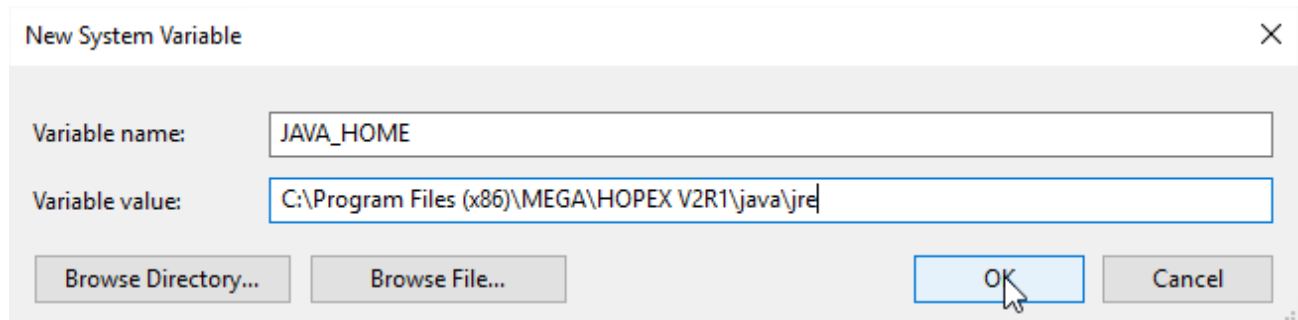 New System Variable
Variable name: JAVA_HOME
Variable value: C:\Program Files (x86)\MEGA\HOPEX V2R1\java\jre
Browse Directory... Browse File... OK Cancel